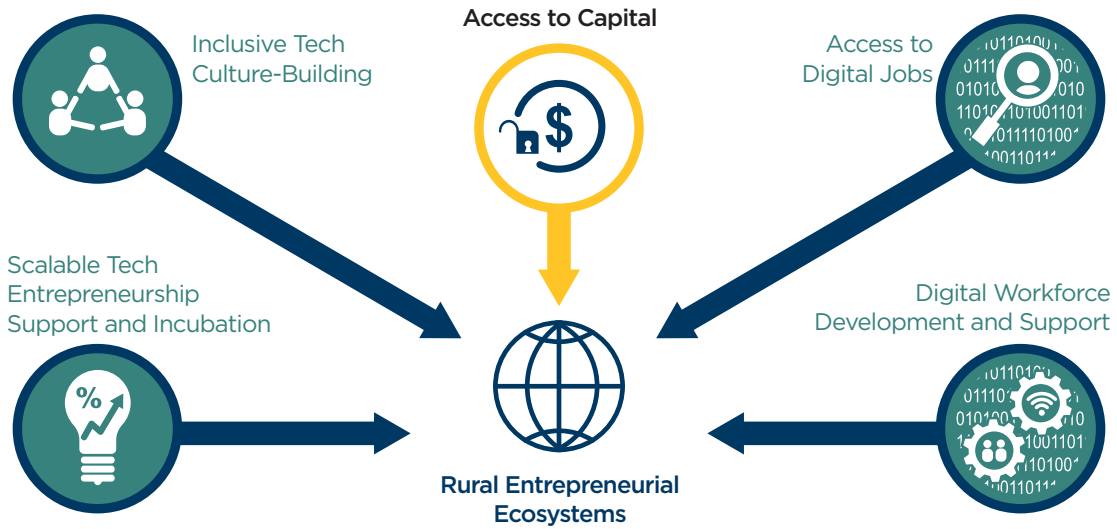 Access to Capital
Inclusive Tech
Culture-Building
$
Access to
Digital Jobs
Scalable Tech
Entrepreneurship
Support and Incubation
%
Digital Workforce
Development and Support
Rural Entrepreneurial
Ecosystems